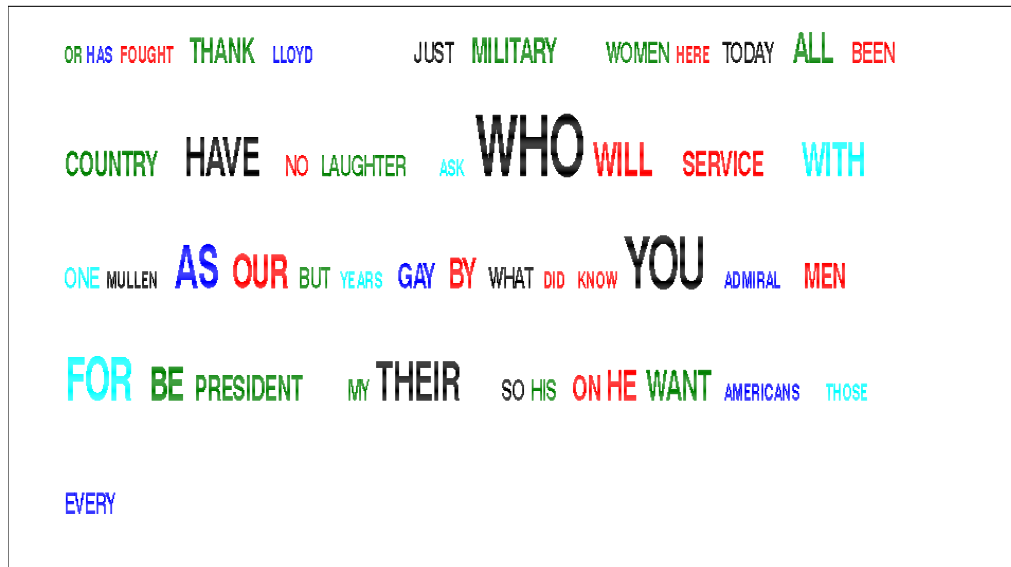 OR HAS FOUGHT THANK LLOYD JUST MILITARY WOMEN HERE TODAY ALL BEEN
COUNTRY HAVE NO LAUGHTER ASK WHO WILL SERVICE WITH
ONE MULLEN AS OUR BUT YEARS GAY BY WHAT DID KNOW YOU ADMIRAL MEN
FOR BE PRESIDENT MY THEIR SO HIS ON HE WANT AMERICANS THOSE
EVERY